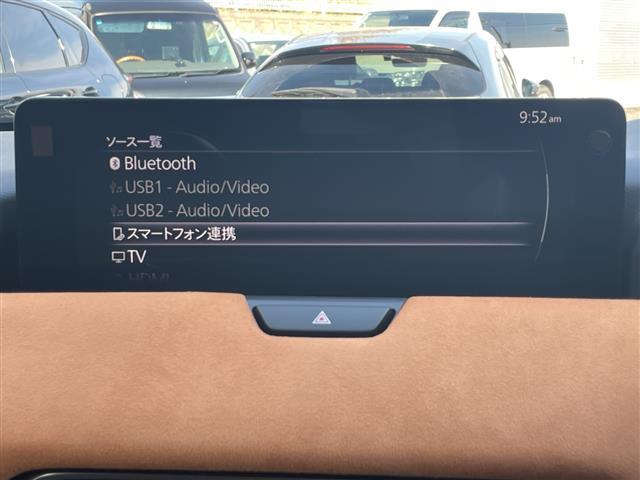 9:52am
ソース一覧
Bluetooth
USB1 - Audio/Video
USB2 - Audio/Video
スマートフォン連携
TV
HDMI